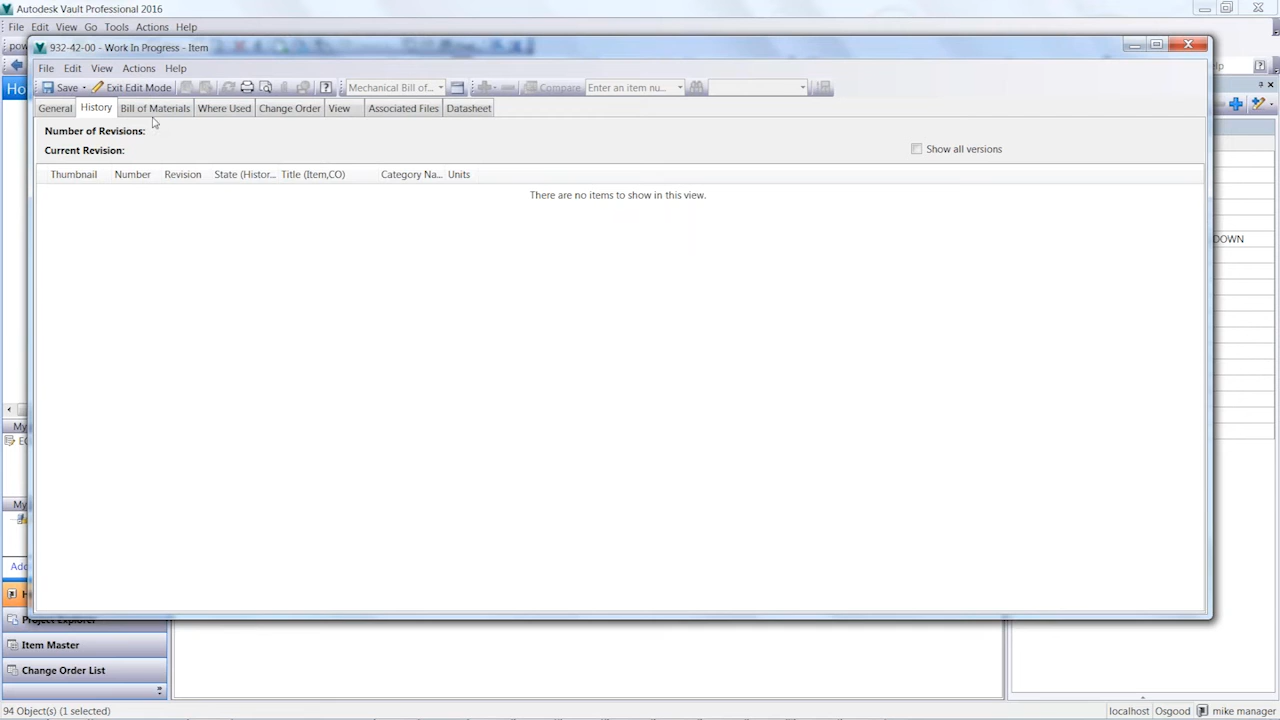 Autodesk Vault Professional 2016
File Edit View Go Tools Actions Help
932-42-00 - Work In Progress - Item
File Edit View Actions Help
Save Exit Edit Mode Mechanical Bill of... Compare Enter an item nu...
General History Bill of Materials Where Used Change Order View Associated Files Datasheet
Number of Revisions:
Current Revision:
Show all versions
Thumbnail Number Revision State (Histor... Title (Item,CO) Category Na... Units
There are no items to show in this view.
DOWN
Item Master
Change Order List
94 Object(s) (1 selected) localhost Osgood mike manager